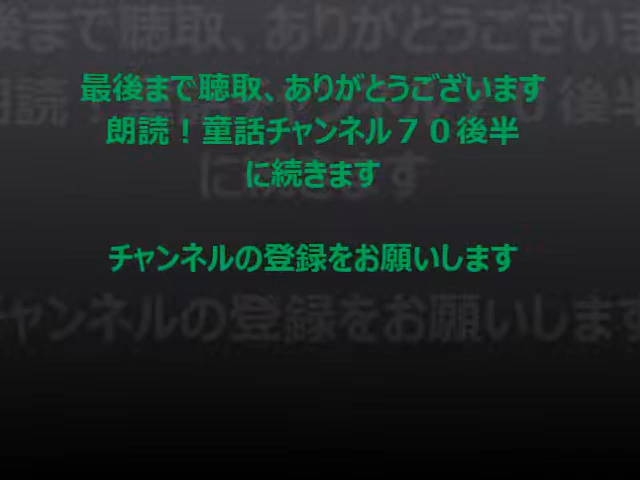 最後まで聴取、ありがとうございます
朗読！童話チャンネル７０後半
に続きます
チャンネルの登録をお願いします